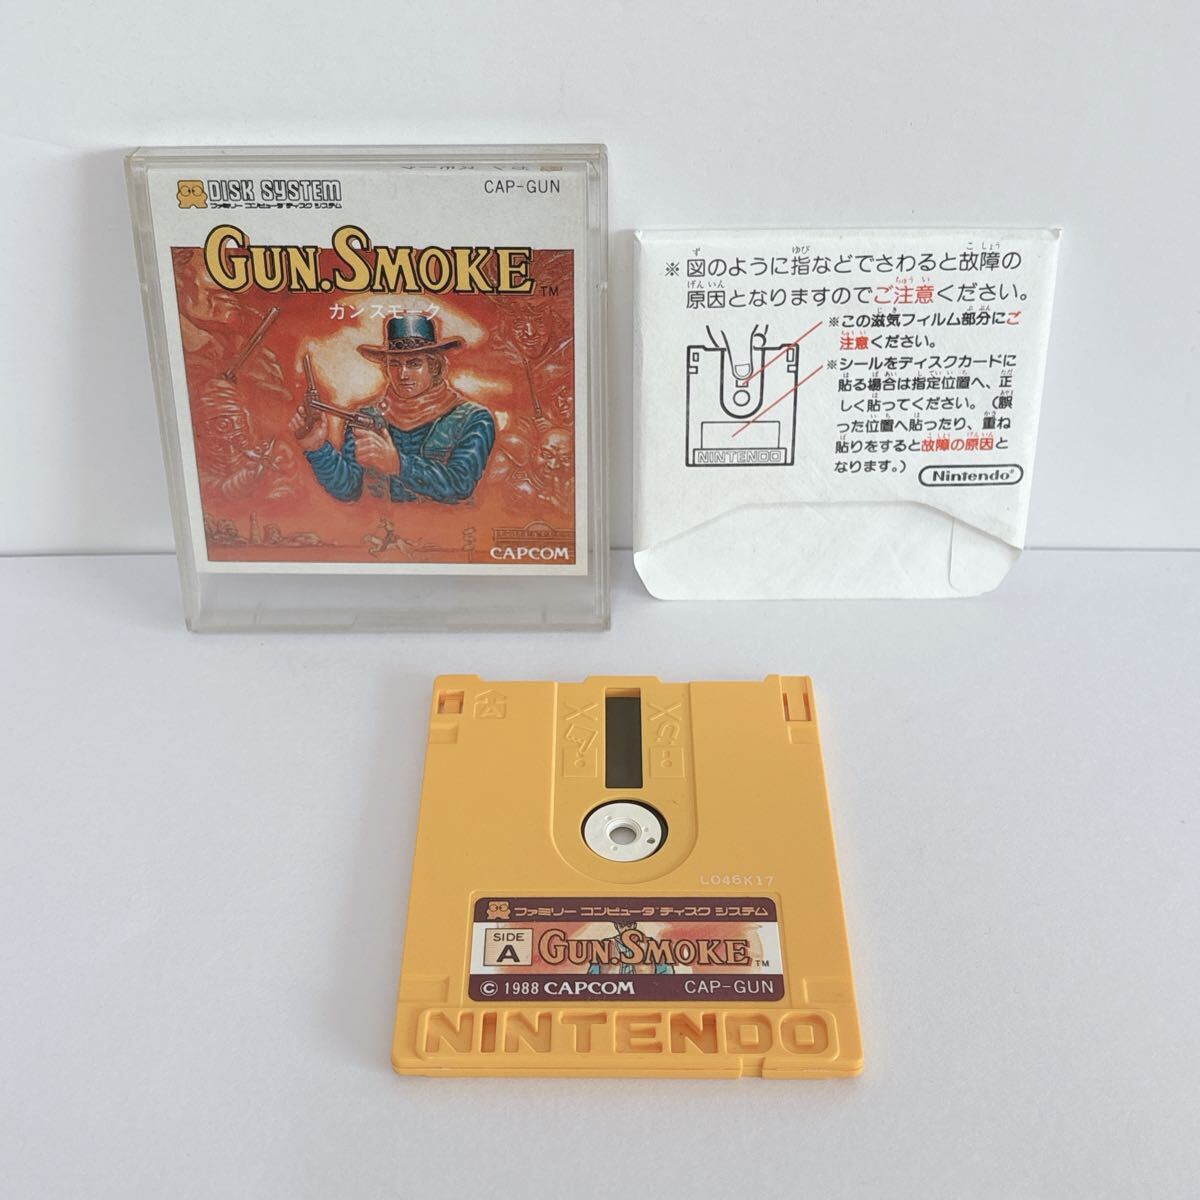 DISK SYSTEM
ファミリー コンピュータ ディスク システム
CAP-GUN
GUN.SMOKE™
ガンスモーク
CAPCOM
※図のように指などでさわると故障の
原因となりますのでご注意ください。
※この滋気フィルム部分にご
注意ください。
※シールをディスクカードに
貼る場合は指定位置へ、正
しく貼ってください。(誤
った位置へ貼ったり、重ね
貼りをすると故障の原因と
なります。)
NINTENDO
Nintendo®
L046K17
ファミリー コンピュータ ディスク システム
SIDE
A
GUN.SMOKE™
© 1988 CAPCOM CAP-GUN
NINTENDO